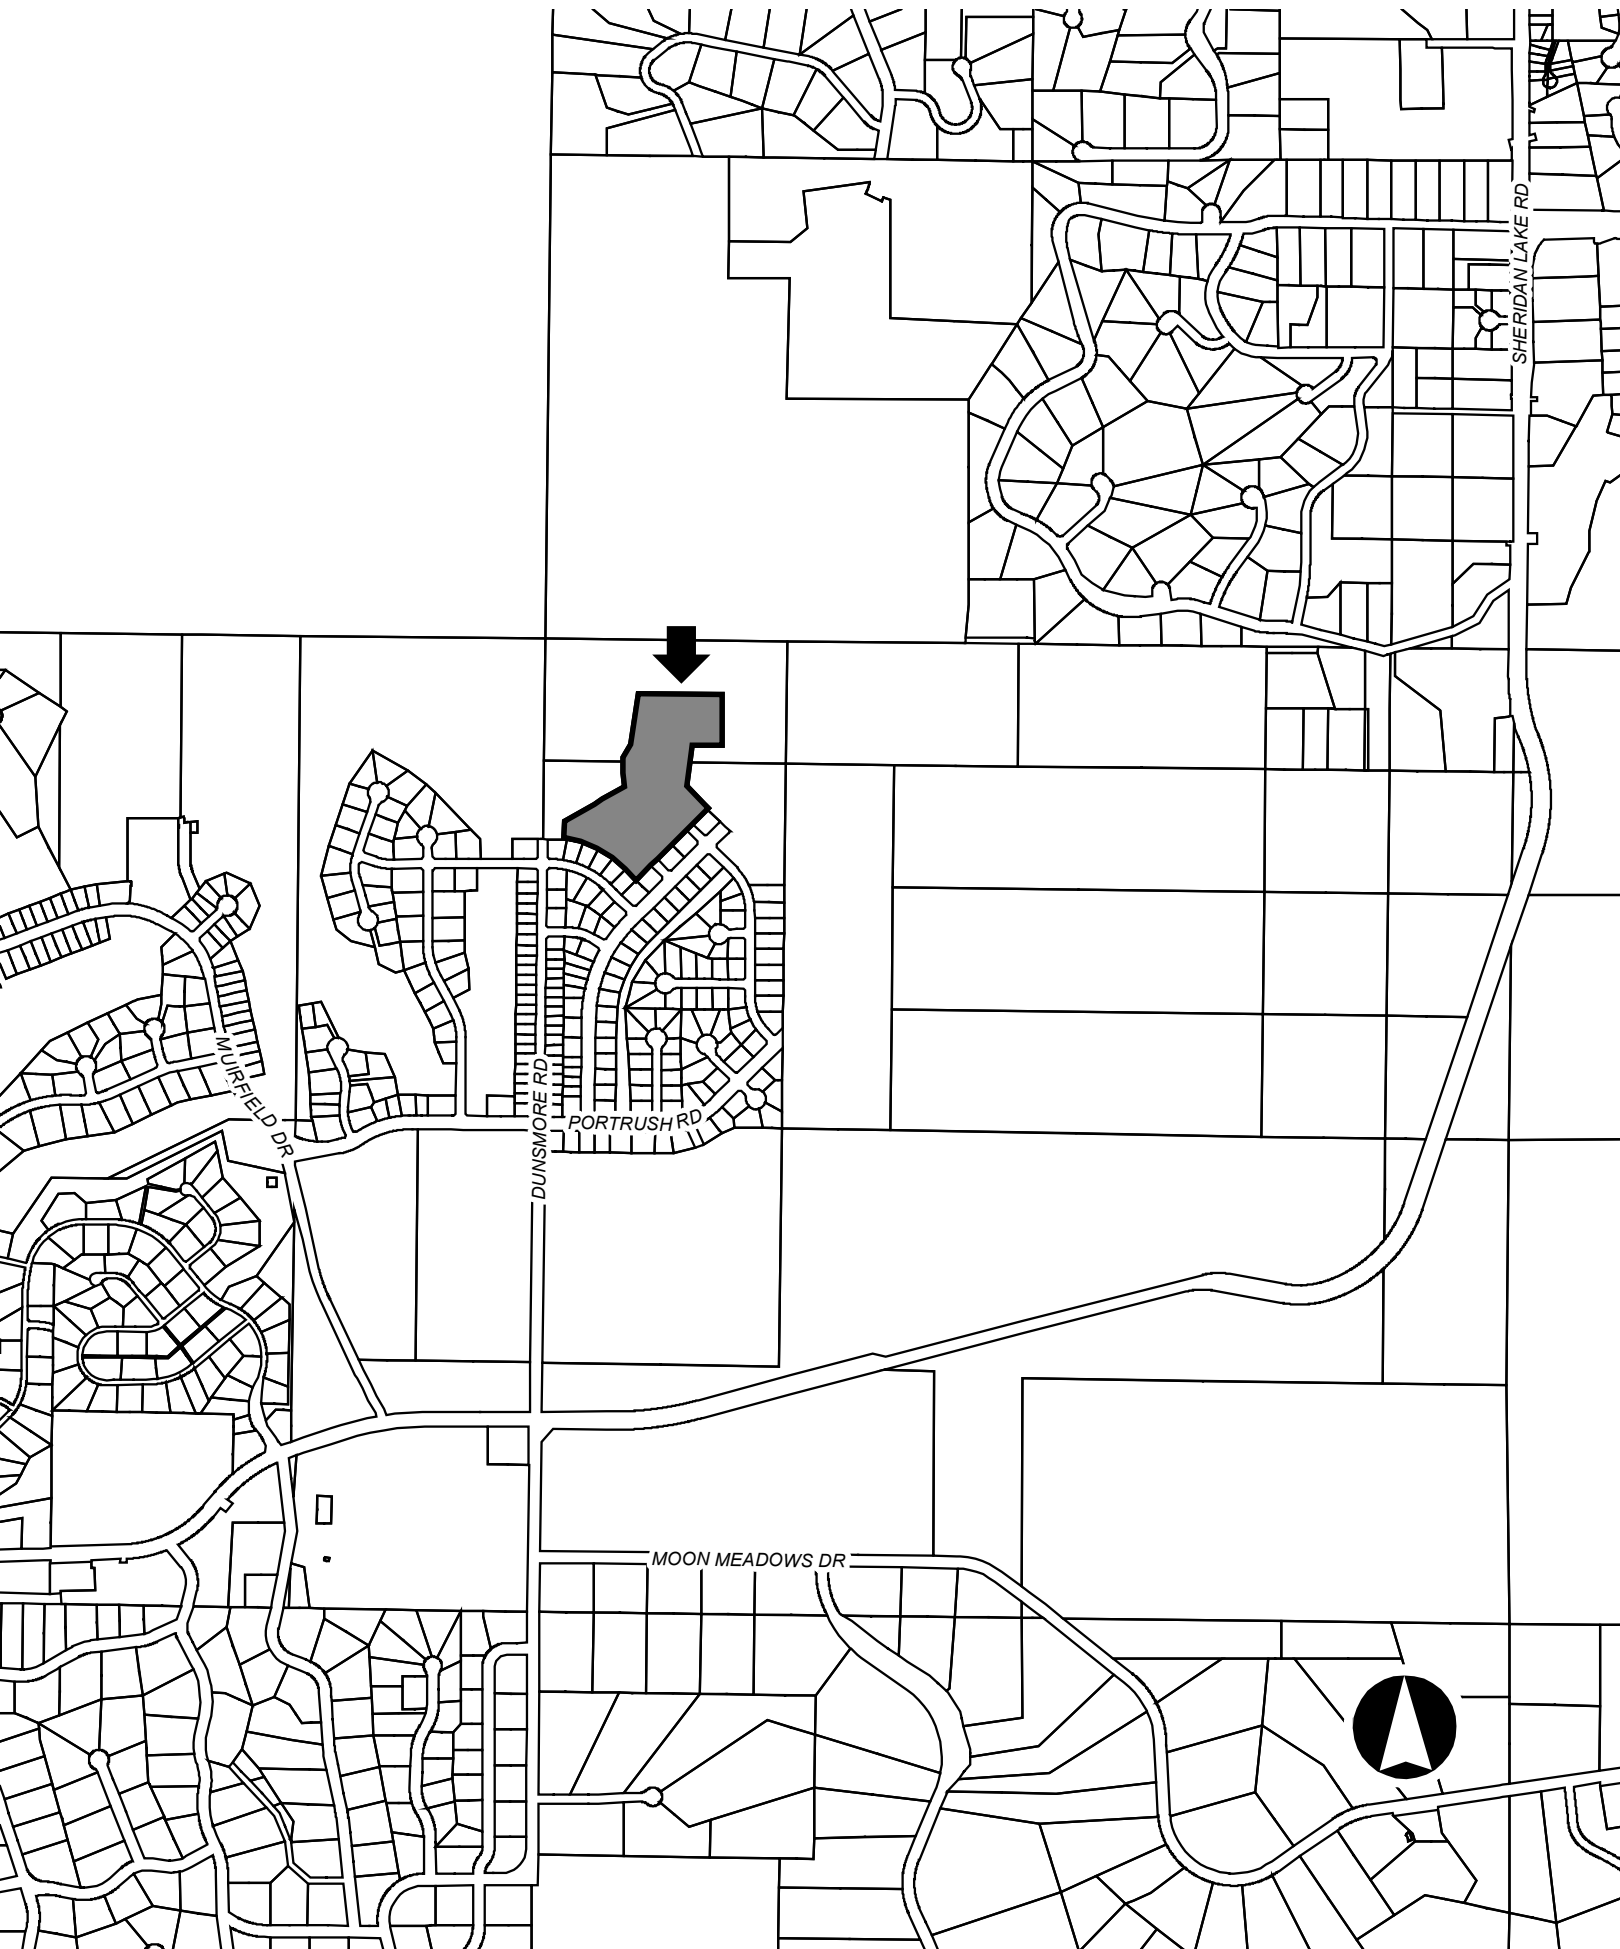 SHERIDAN LAKE RD
MUIRFIELD DR
DUNSMORE RD
PORTRUSH RD
MOON MEADOWS DR